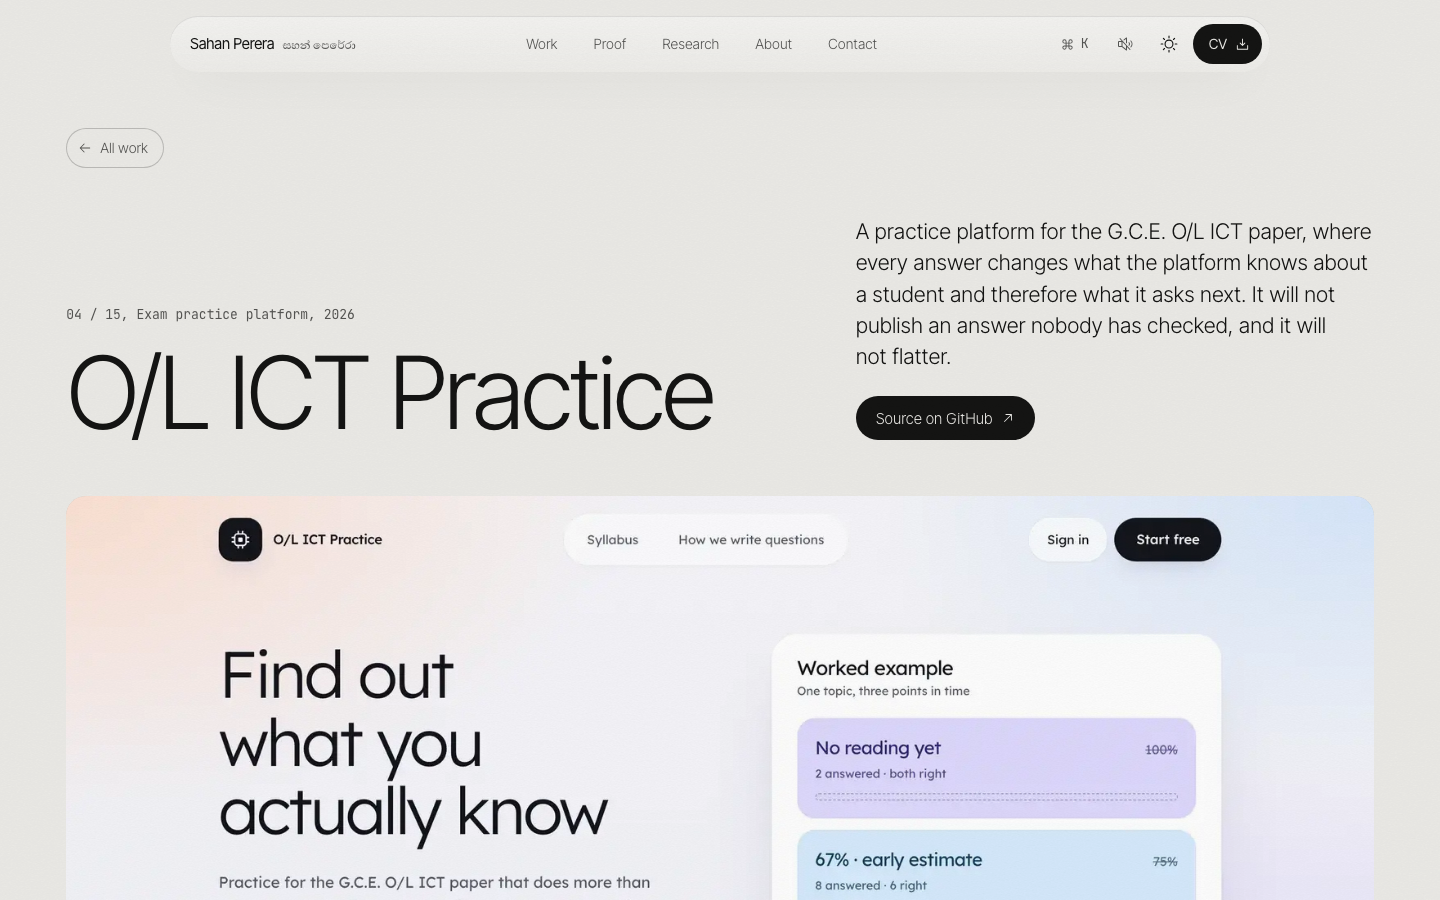 Sahan Perera සහන් පෙරේරා
Work
Proof
Research
About
Contact
⌘ K
CV
← All work
04 / 15, Exam practice platform, 2026
O/L ICT Practice
A practice platform for the G.C.E. O/L ICT paper, where
every answer changes what the platform knows about
a student and therefore what it asks next. It will not
publish an answer nobody has checked, and it will
not flatter.
Source on GitHub ↗
O/L ICT Practice
Syllabus
How we write questions
Sign in
Start free
Find out
what you
actually know
Practice for the G.C.E. O/L ICT paper that does more than
Worked example
One topic, three points in time
No reading yet 100%
2 answered · both right
67% · early estimate 75%
8 answered · 6 right